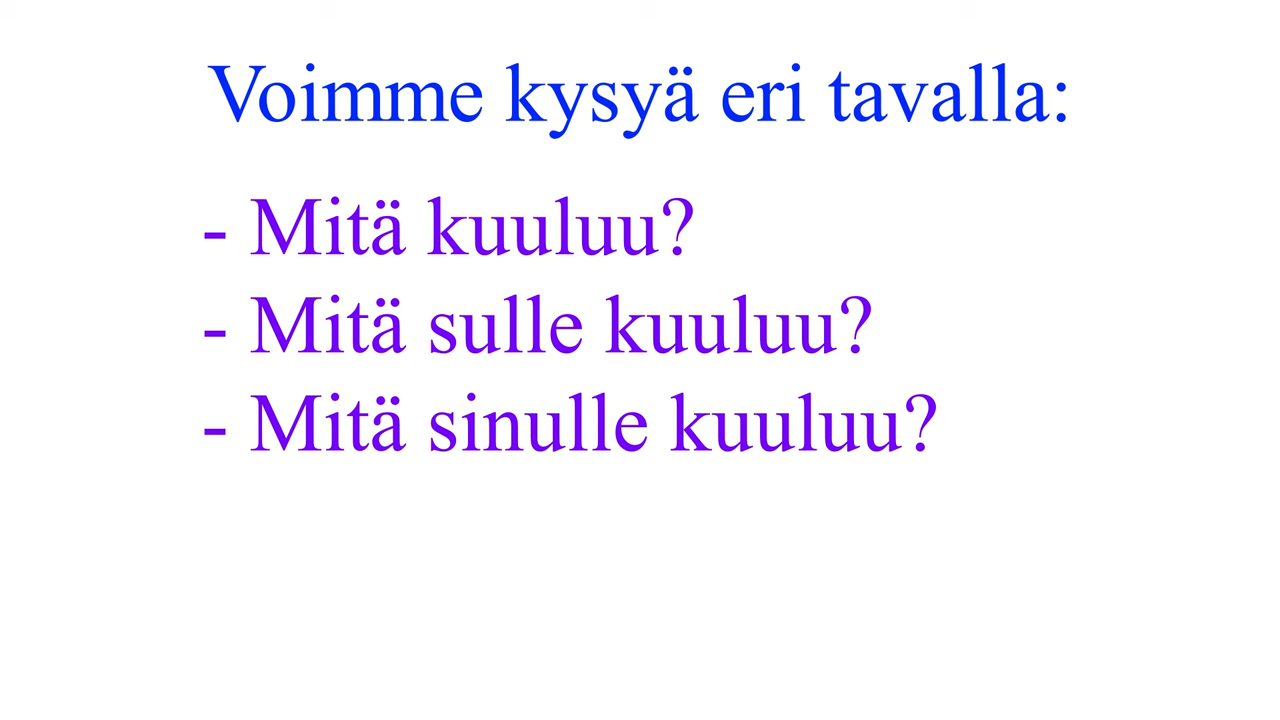 Voimme kysyä eri tavalla:
- Mitä kuuluu?
- Mitä sulle kuuluu?
- Mitä sinulle kuuluu?